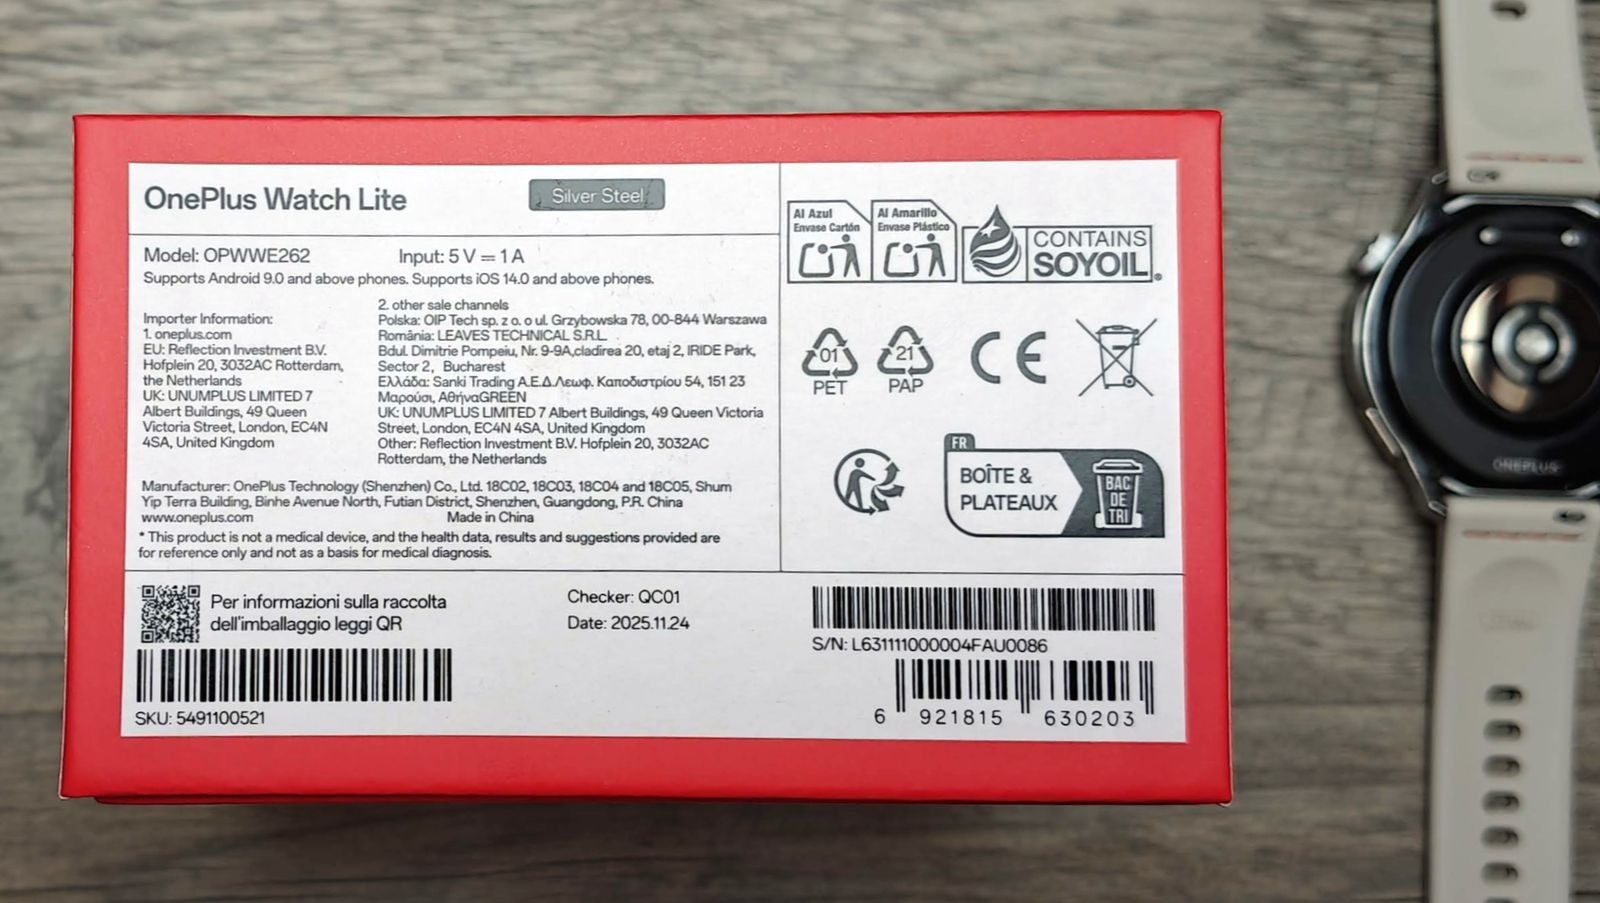 OnePlus Watch Lite
Silver Steel
Model: OPWWE262
Input: 5 V = 1 A
Supports Android 9.0 and above phones. Supports iOS 14.0 and above phones.
Importer Information:
1. oneplus.com
EU: Reflection Investment B.V.
Hofplein 20, 3032AC Rotterdam,
the Netherlands
UK: UNUMPLUS LIMITED 7
Albert Buildings, 49 Queen
Victoria Street, London, EC4N
4SA, United Kingdom
2. other sale channels
Polska: OIP Tech sp. z o. o ul. Grzybowska 78, 00-844 Warszawa
România: LEAVES TECHNICAL S.R.L.
Bdul. Dimitrie Pompeiu, Nr. 9-9A,cladirea 20, etaj 2, IRIDE Park,
Sector 2, Bucharest
Ελλάδα: Sanki Trading Α.Ε.Δ.Λεωφ. Καποδιστρίου 54, 151 23
Μαρούσι, ΑθήναGREEN
UK: UNUMPLUS LIMITED 7 Albert Buildings, 49 Queen Victoria
Street, London, EC4N 4SA, United Kingdom
Other: Reflection Investment B.V. Hofplein 20, 3032AC
Rotterdam, the Netherlands
Manufacturer: OnePlus Technology (Shenzhen) Co., Ltd. 18C02, 18C03, 18C04 and 18C05, Shum
Yip Terra Building, Binhe Avenue North, Futian District, Shenzhen, Guangdong, P.R. China
www.oneplus.com
Made in China
* This product is not a medical device, and the health data, results and suggestions provided are
for reference only and not as a basis for medical diagnosis.
Al Azul
Envase Cartón
Al Amarillo
Envase Plástico
CONTAINS
SOYOIL®
01
PET
21
PAP
CE
FR
BOÎTE &
PLATEAUX
BAC
DE
TRI
Per informazioni sulla raccolta
dell'imballaggio leggi QR
Checker: QC01
Date: 2025.11.24
SKU: 5491100521
S/N: L631111000004FAU0086
6 921815 630203
ONEPLUS